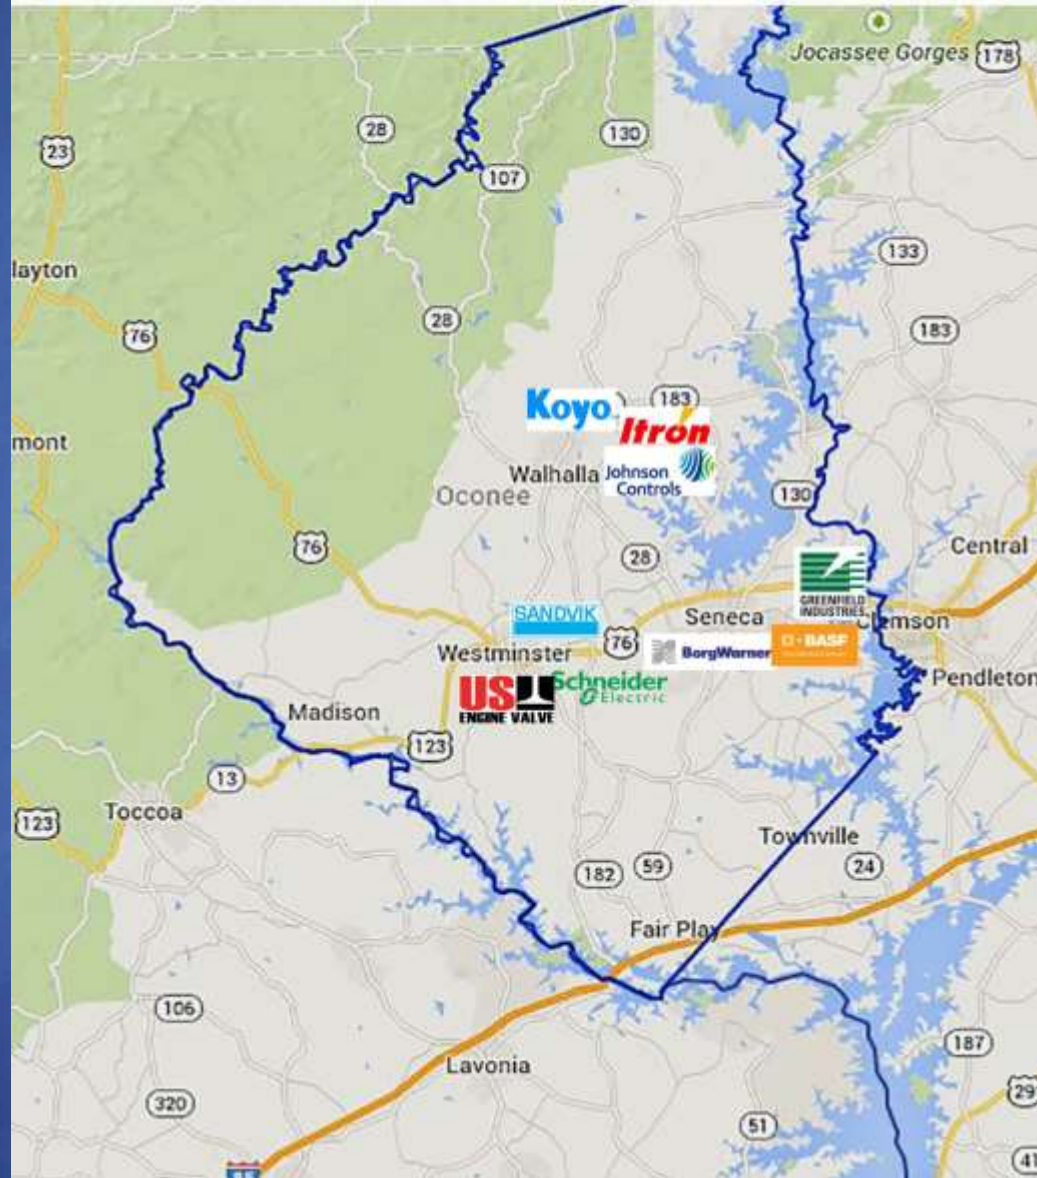 Jocassee Gorges
178
28
130
23
107
133
layton
76
28
183
Koyo
183
Itron
mont
Walhalla
Johnson
Controls
Oconee
130
76
28
Central
GREENFIELD
INDUSTRIES
SANDVIK
Seneca
Clemson
Westminster
76
BorgWarner
BASF
Pendleton
US
ENGINE VALVE
Schneider
Electric
Madison
123
13
Toccoa
123
Townville
182
59
24
Fair Play
106
187
Lavonia
29
320
51
41